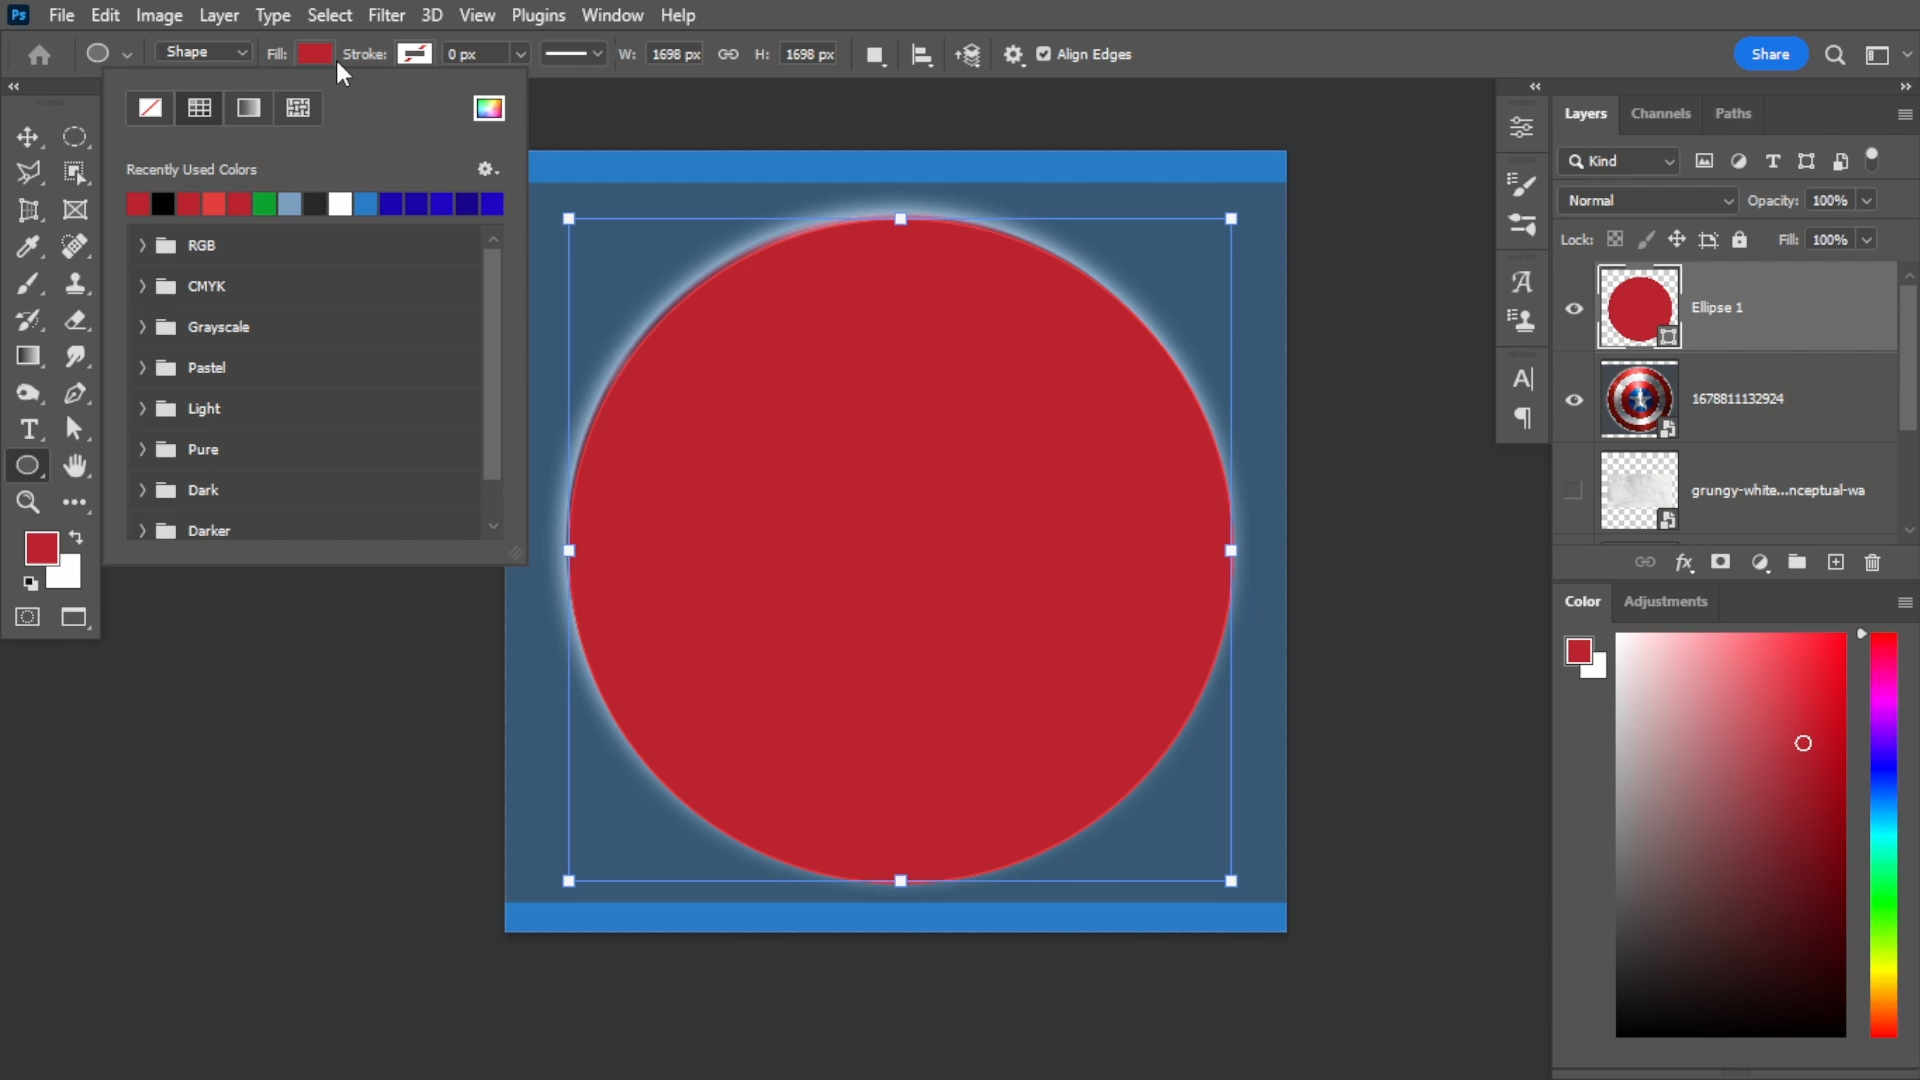 Ps File Edit Image Layer Type Select Filter 3D View Plugins Window Help
Shape Fill: Stroke: 0 px W: 1698 px H: 1698 px Align Edges Share
Recently Used Colors
RGB
CMYK
Grayscale
Pastel
Light
Pure
Dark
Darker
Layers Channels Paths
Kind
Normal Opacity: 100%
Lock: Fill: 100%
Ellipse 1
1678811132924
grungy-white...nceptual-wa
Color Adjustments